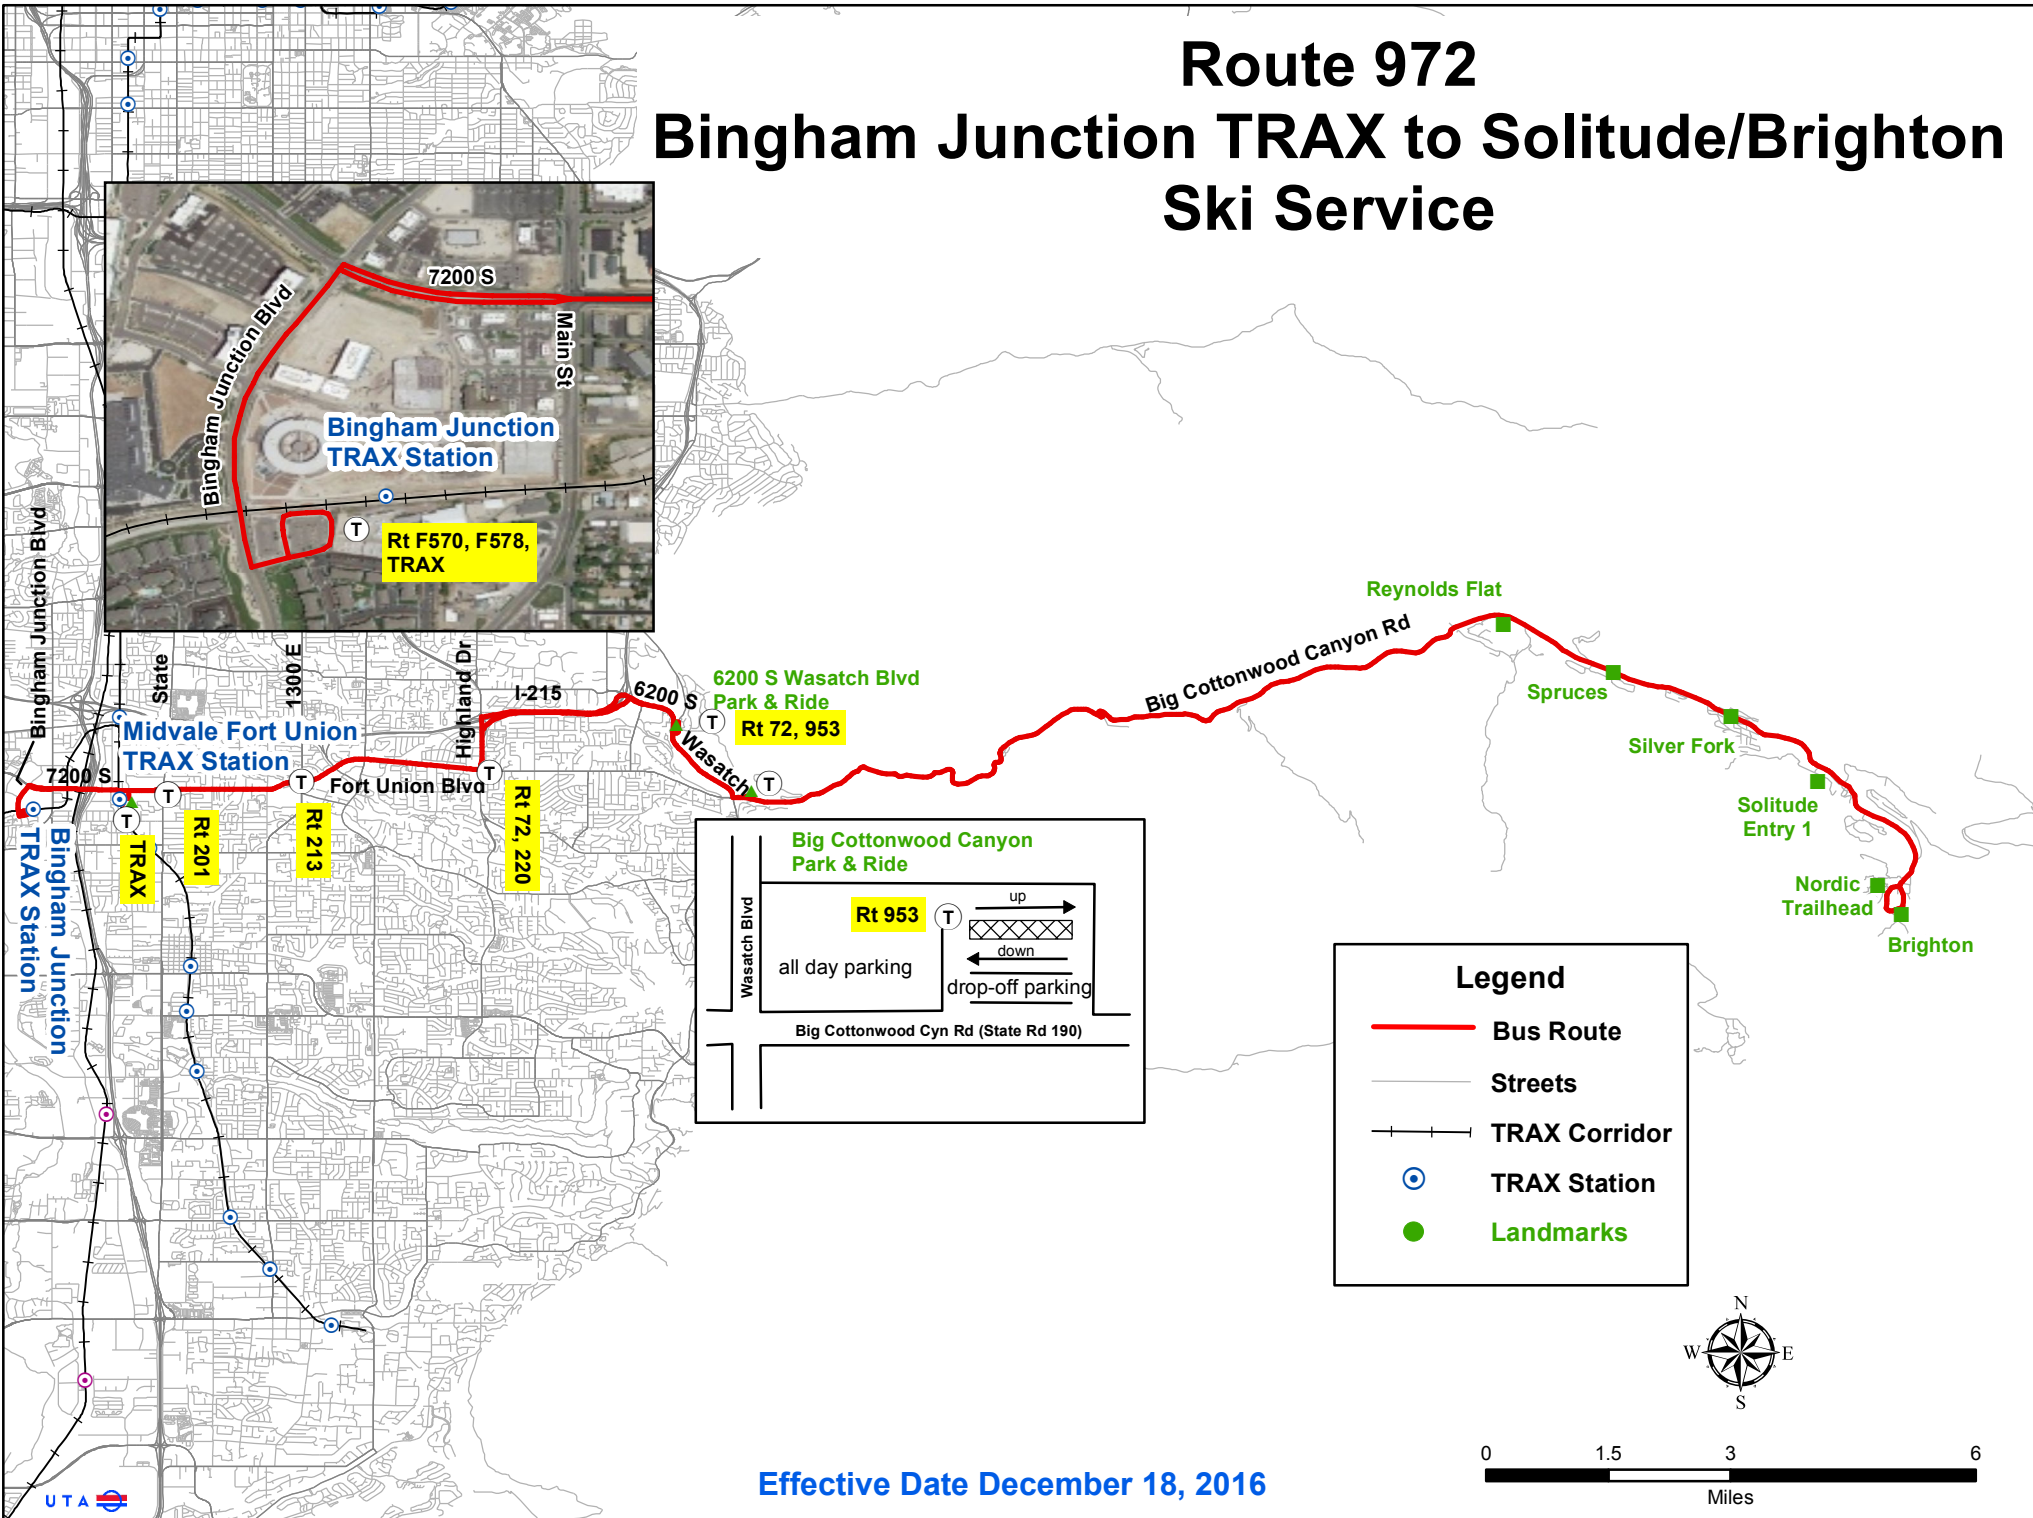 Route 972
Bingham Junction TRAX to Solitude/Brighton
Ski Service
7200 S
Bingham Junction Blvd
Main St
Bingham Junction
TRAX Station
T
Rt F570, F578,
TRAX
Bingham Junction Blvd
State
1300 E
Highland Dr
I-215
6200 S
6200 S Wasatch Blvd
Park & Ride
T
Rt 72, 953
Wasatch
T
Big Cottonwood Canyon Rd
Reynolds Flat
Spruces
Silver Fork
Solitude
Entry 1
Nordic
Trailhead
Brighton
Midvale Fort Union
TRAX Station
7200 S
Fort Union Blvd
T
T
T
T
TRAX
Rt 201
Rt 213
Rt 72, 220
Bingham Junction
TRAX Station
Big Cottonwood Canyon
Park & Ride
Wasatch Blvd
Rt 953
T
up
down
all day parking
drop-off parking
Big Cottonwood Cyn Rd (State Rd 190)
Legend
Bus Route
Streets
TRAX Corridor
TRAX Station
Landmarks
N
W
E
S
0 1.5 3 6
Miles
Effective Date December 18, 2016
UTA